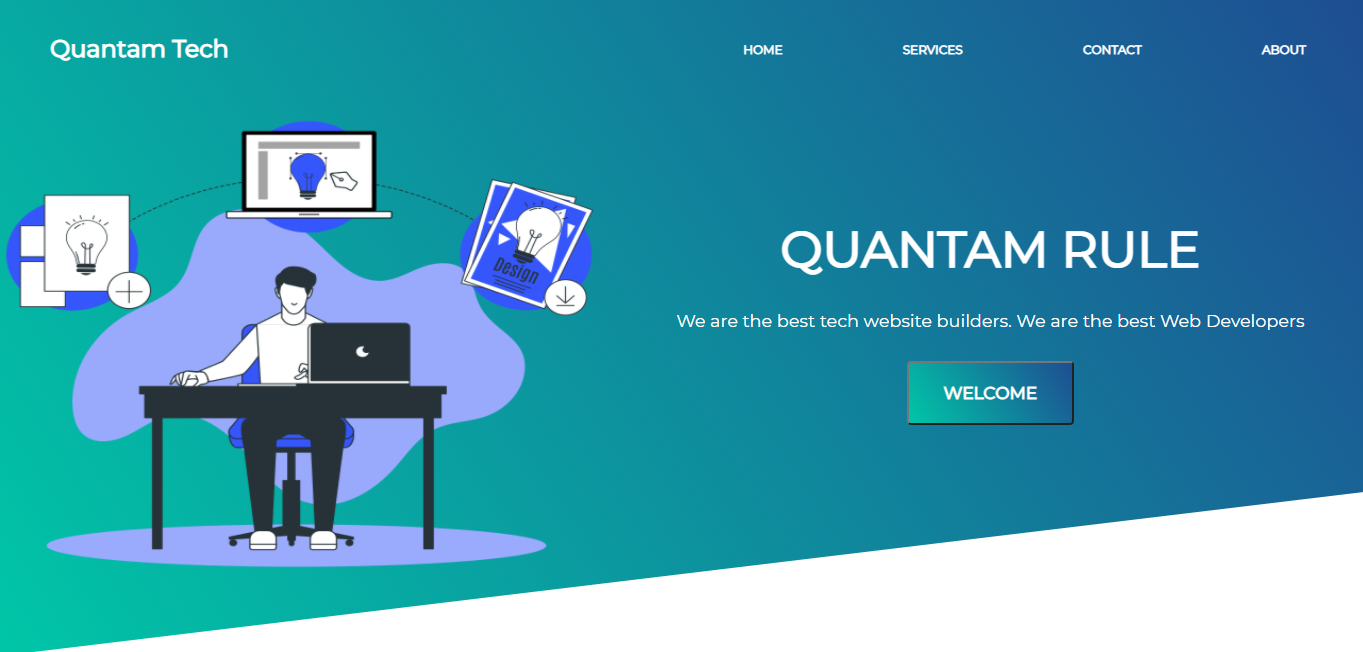 Quantam Tech
HOME
SERVICES
CONTACT
ABOUT
Design
QUANTAM RULE
We are the best tech website builders. We are the best Web Developers
WELCOME